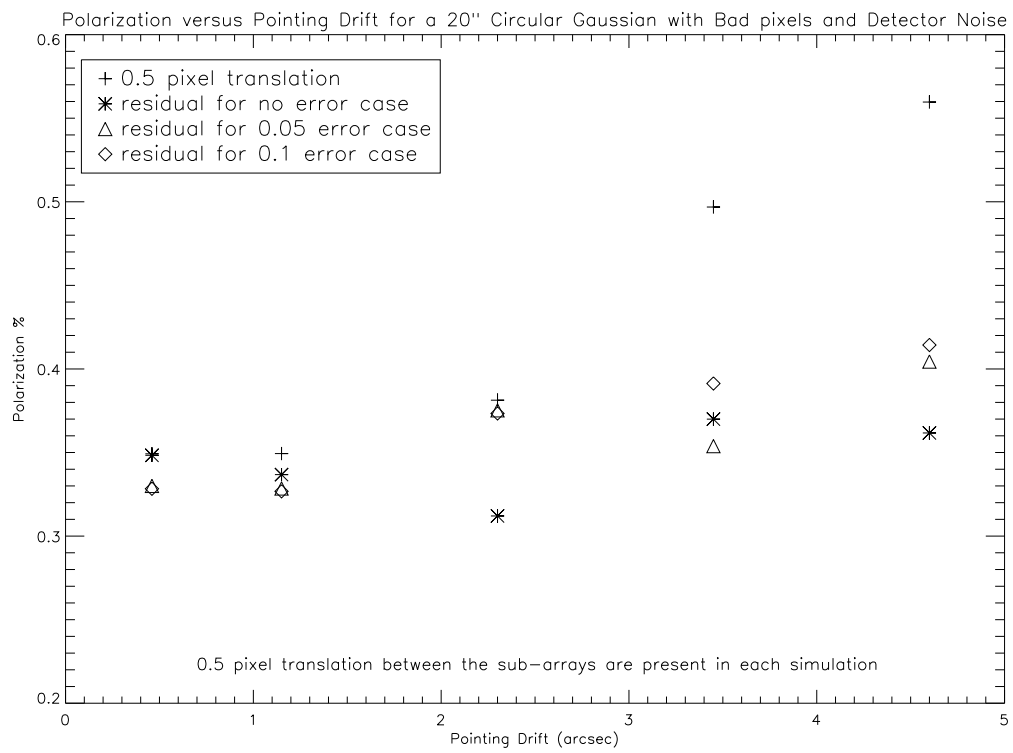 Polarization versus Pointing Drift for a 20" Circular Gaussian with Bad pixels and Detector Noise
0.6
0.5 pixel translation
residual for no error case
residual for 0.05 error case
residual for 0.1 error case
0.5
0.4
Polarization %
0.3
0.5 pixel translation between the sub-arrays are present in each simulation
0.2
0 1 2 3 4 5
Pointing Drift (arcsec)